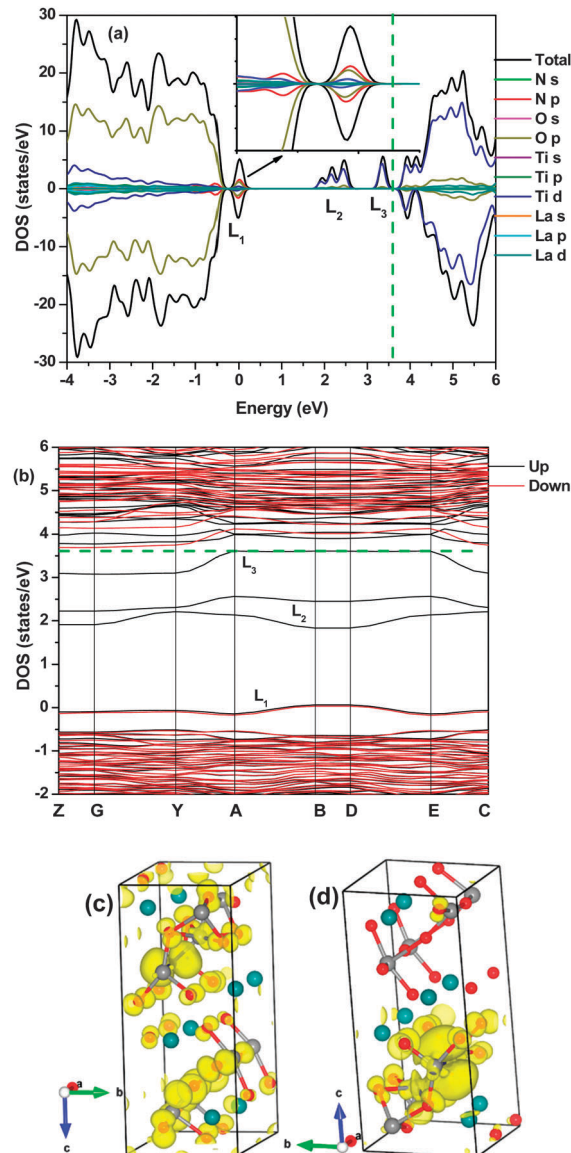 (a)
30
20
10
0
-10
-20
-30
DOS (states/eV)
L1
L2
L3
-4 -3 -2 -1 0 1 2 3 4 5 6
Energy (eV)
Total
N s
N p
O s
O p
Ti s
Ti p
Ti d
La s
La p
La d
(b)
6
5
4
3
2
1
0
-1
-2
DOS (states/eV)
L3
L2
L1
Up
Down
Z G Y A B D E C
(c)
(d)
a
b
c
c
b
a